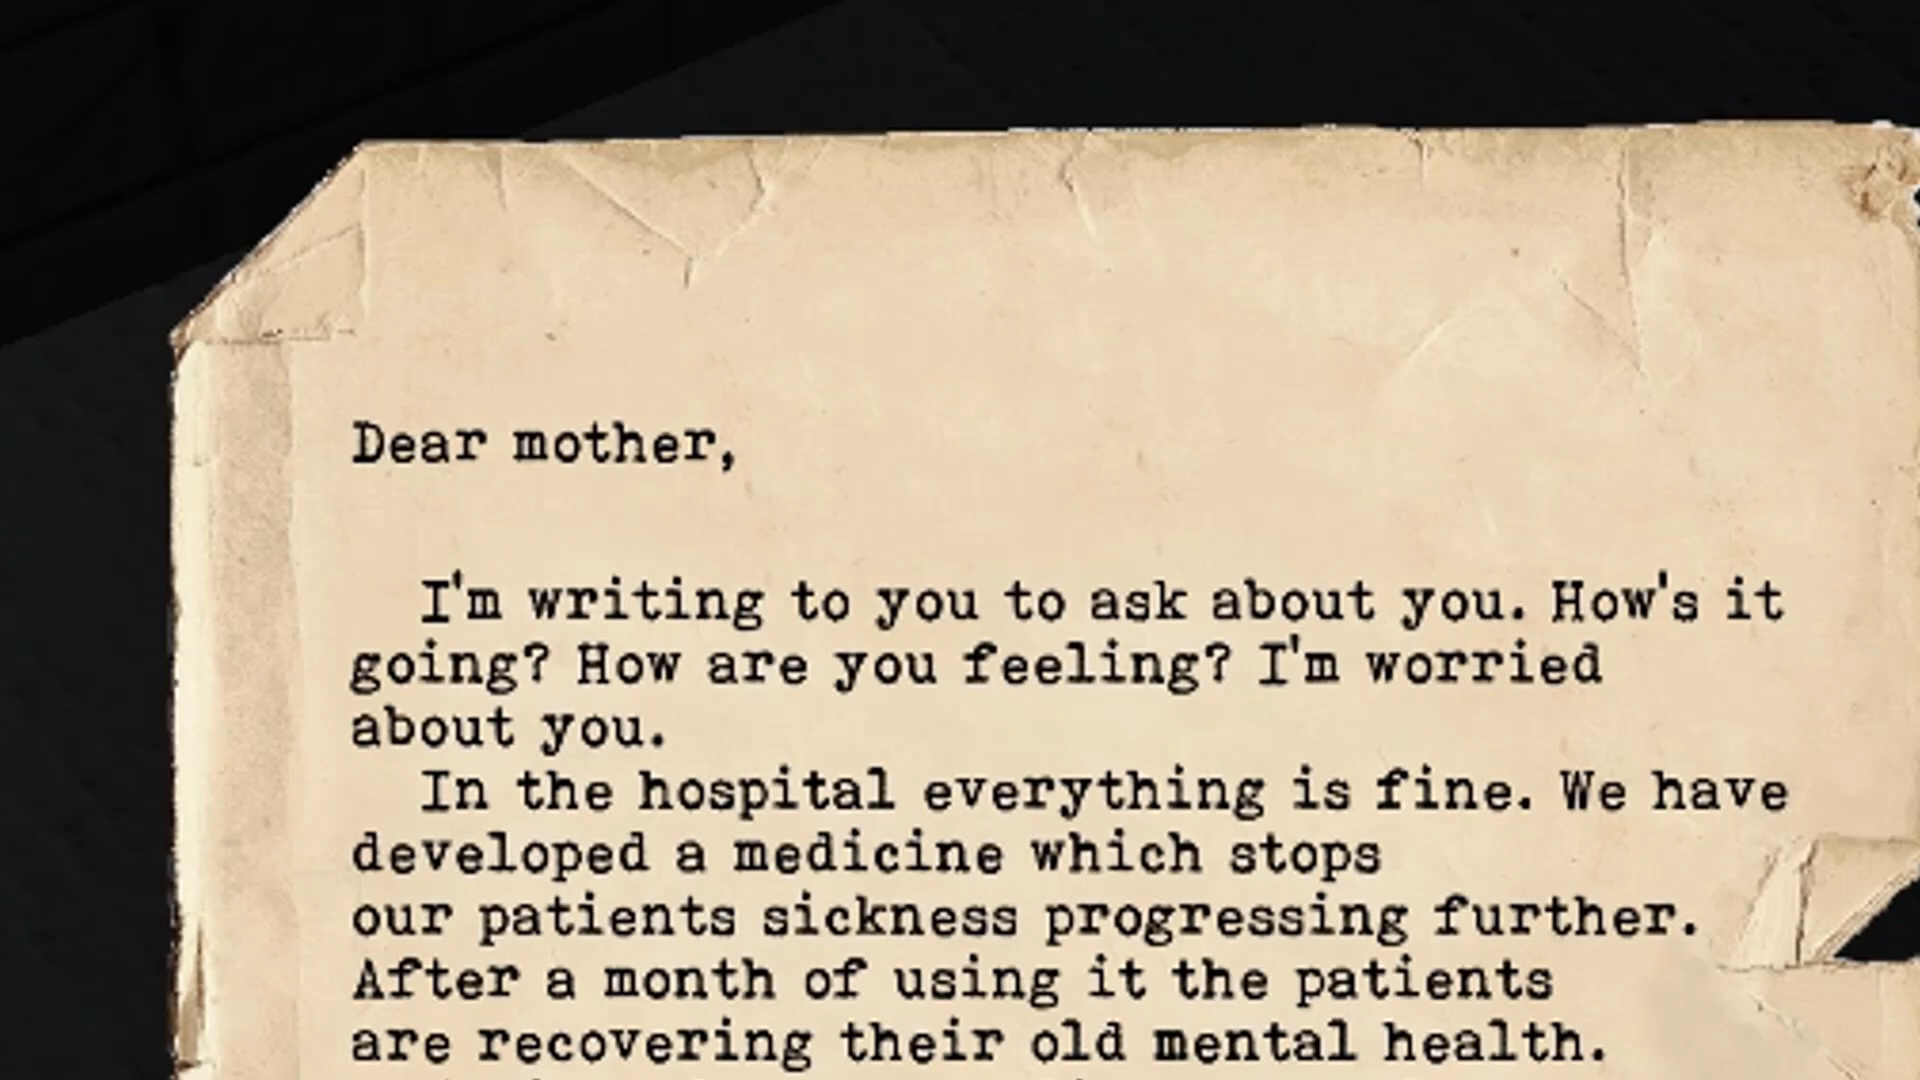 Dear mother,
I'm writing to you to ask about you. How's it
going? How are you feeling? I'm worried
about you.
In the hospital everything is fine. We have
developed a medicine which stops
our patients sickness progressing further.
After a month of using it the patients
are recovering their old mental health.